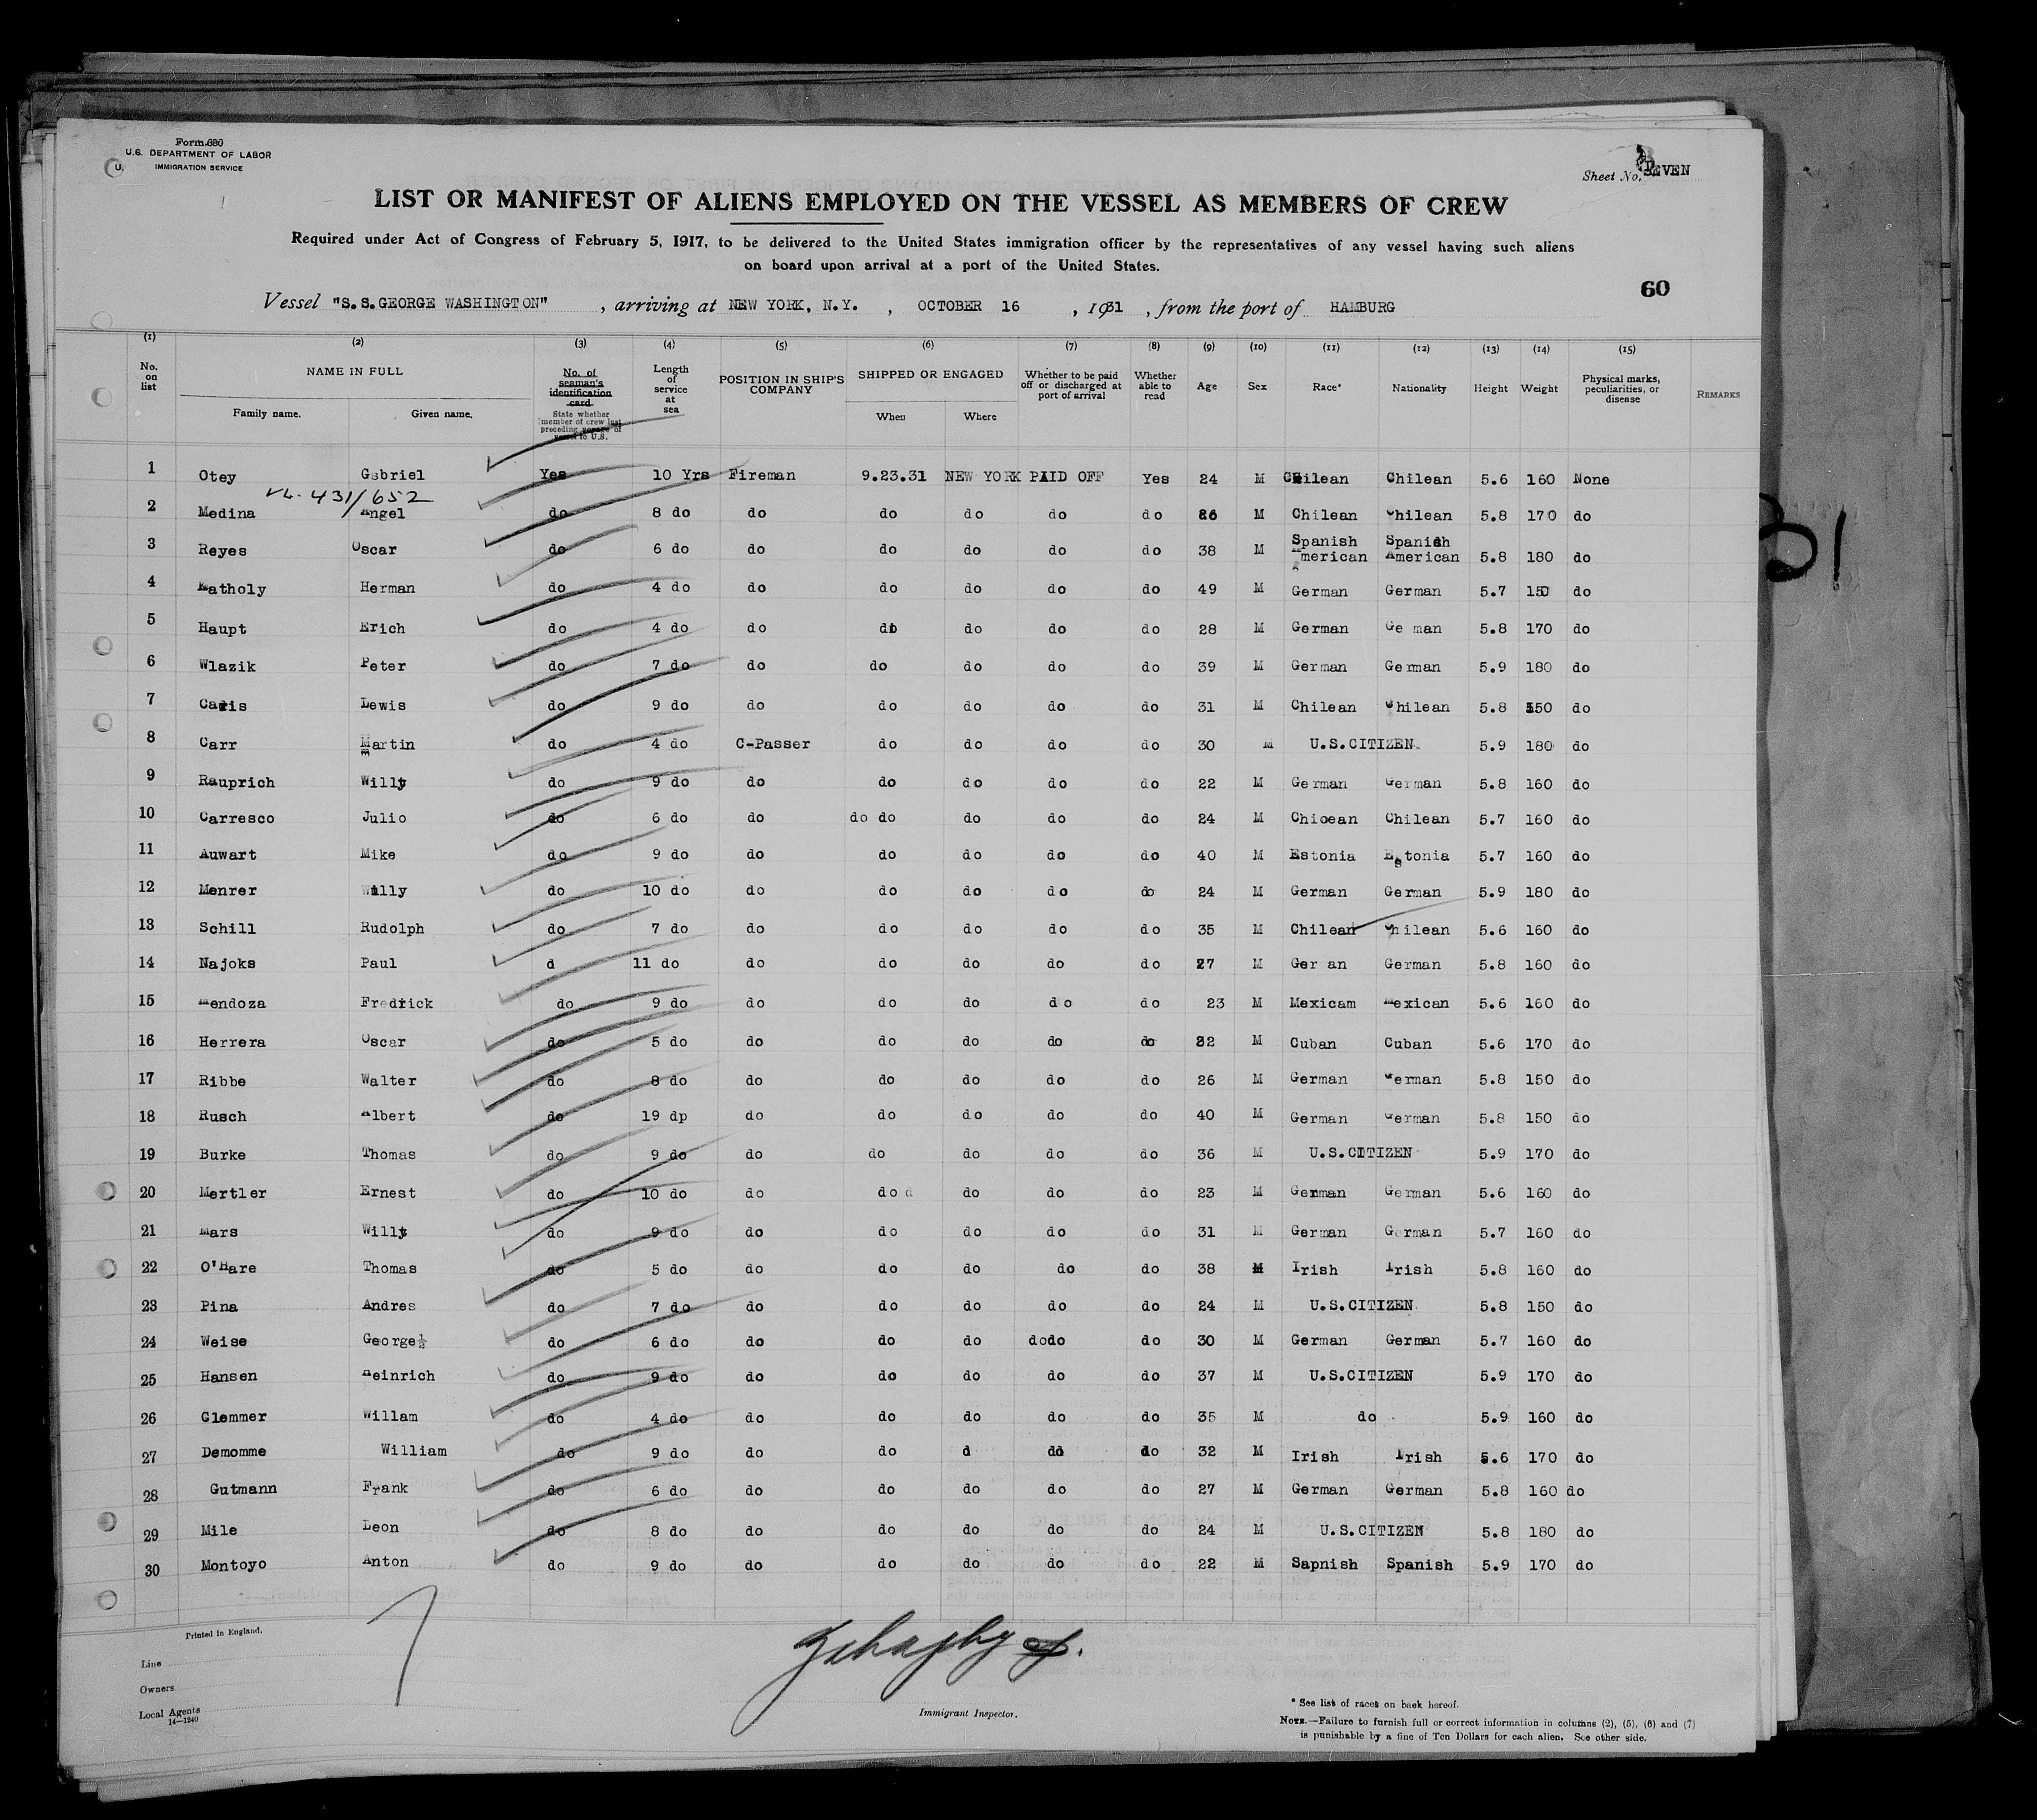 Form 680
U.S. DEPARTMENT OF LABOR
IMMIGRATION SERVICE
Sheet No. SEVEN
LIST OR MANIFEST OF ALIENS EMPLOYED ON THE VESSEL AS MEMBERS OF CREW
Required under Act of Congress of February 5, 1917, to be delivered to the United States immigration officer by the representatives of any vessel having such aliens
on board upon arrival at a port of the United States.
60
Vessel "S.S.GEORGE WASHINGTON" , arriving at NEW YORK, N.Y. , OCTOBER 16 , 1931 , from the port of HAMBURG
(1) (2) (3) (4) (5) (6) (7) (8) (9) (10) (11) (12) (13) (14) (15)
No. on list NAME IN FULL Family name. Given name. No. of seaman's identification card State whether member of crew last preceding voyage of vessel to U.S. Length of service at sea POSITION IN SHIP'S COMPANY SHIPPED OR ENGAGED When Where Whether to be paid off or discharged at port of arrival Whether able to read Age Sex Race* Nationality Height Weight Physical marks, peculiarities, or disease REMARKS
1 Otey Gabriel Yes 10 Yrs Fireman 9.23.31 NEW YORK PAID OFF Yes 24 M Chilean Chilean 5.6 160 None
431/652
2 Medina Angel do 8 do do do do do do 26 M Chilean Chilean 5.8 170 do
3 Reyes Oscar do 6 do do do do do do 38 M Spanish American Spanish American 5.8 180 do
4 Katholy Herman do 4 do do do do do do 49 M German German 5.7 150 do
5 Haupt Erich do 4 do do do do do do 28 M German Ge man 5.8 170 do
6 Wlazik Peter do 7 do do do do do do 39 M German German 5.9 180 do
7 Caris Lewis do 9 do do do do do do 31 M Chilean Chilean 5.8 150 do
8 Carr Martin do 4 do C-Passer do do do do 30 M U.S.CITIZEN 5.9 180 do
9 Rauprich Willy do 9 do do do do do do 22 M German German 5.8 160 do
10 Carresco Julio do 6 do do do do do do do 24 M Chicean Chilean 5.7 160 do
11 Auwart Mike do 9 do do do do do do 40 M Estonia Estonia 5.7 160 do
12 Menrer Willy do 10 do do do do do do 24 M German German 5.9 180 do
13 Schill Rudolph do 7 do do do do do do 35 M Chilean Chilean 5.6 160 do
14 Najoks Paul d 11 do do do do do do 27 M Ger an German 5.8 160 do
15 Mendoza Fredrick do 9 do do do do do do 23 M Mexicam Mexican 5.6 160 do
16 Herrera Oscar do 5 do do do do do do 32 M Cuban Cuban 5.6 170 do
17 Ribbe Walter do 8 do do do do do do 26 M German German 5.8 150 do
18 Rusch Albert do 19 dp do do do do do 40 M German German 5.8 150 do
19 Burke Thomas do 9 do do do do do do 36 M U.S.CITIZEN 5.9 170 do
20 Mertler Ernest do 10 do do do d do do do 23 M German German 5.6 160 do
21 Mars Willy do 9 do do do do do do 31 M German German 5.7 160 do
22 O'Hare Thomas do 5 do do do do do do 38 M Irish Irish 5.8 160 do
23 Pina Andres do 7 do do do do do do 24 M U.S.CITIZEN 5.8 150 do
24 Weise George½ do 6 do do do do dodo do 30 M German German 5.7 160 do
25 Hansen Heinrich do 9 do do do do do do 37 M U.S.CITIZEN 5.9 170 do
26 Clemmer Willam do 4 do do do do do do 35 M do 5.9 160 do
27 Demomme William do 9 do do do d do do 32 M Irish Irish 5.6 170 do
28 Gutmann Frank do 6 do do do do do do 27 M German German 5.8 160 do
29 Mile Leon do 8 do do do do do do 24 M U.S.CITIZEN 5.8 180 do
30 Montoyo Anton do 9 do do do do do do 22 M Sapnish Spanish 5.9 170 do
7
Printed in England.
Line
Owners
Local Agents
14—1240
Immigrant Inspector.
* See list of races on back hereof.
NOTE.—Failure to furnish full or correct information in columns (2), (5), (6) and (7)
is punishable by a fine of Ten Dollars for each alien. See other side.